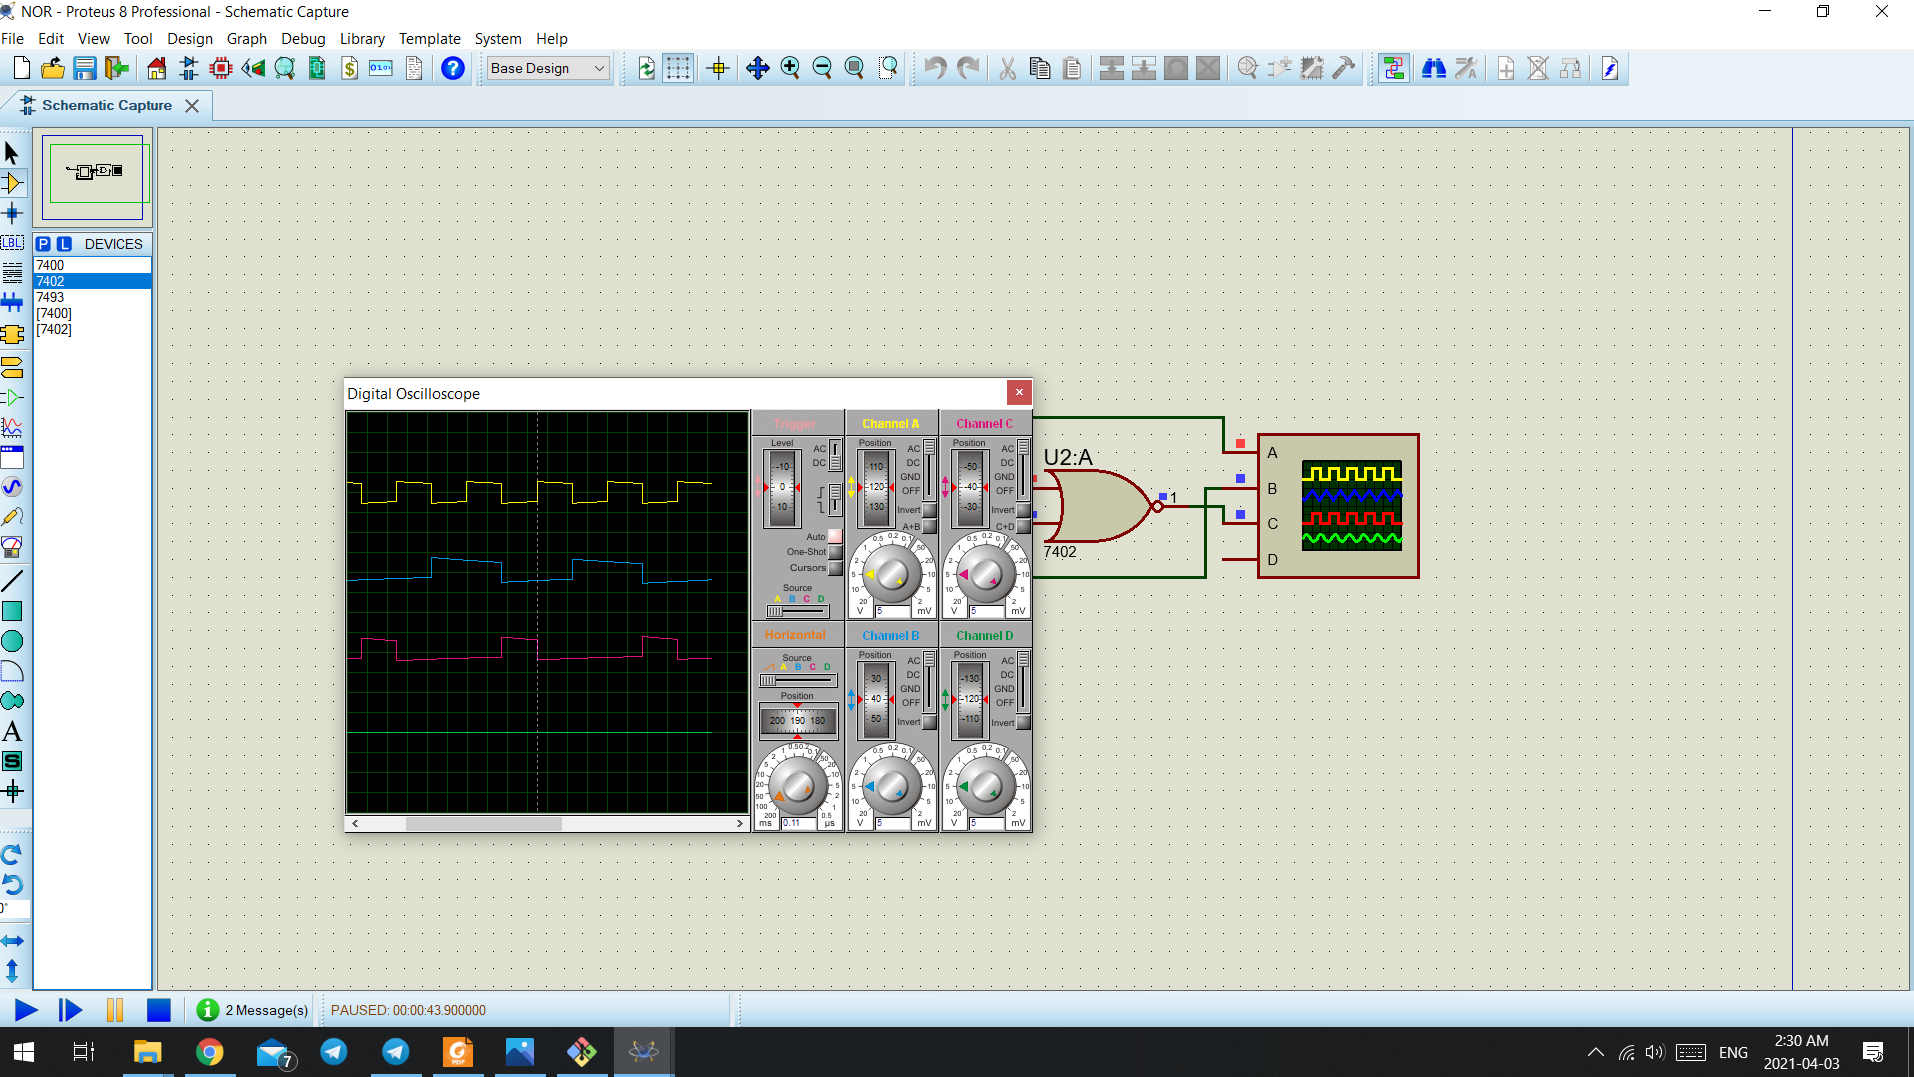 NOR - Proteus 8 Professional - Schematic Capture
File Edit View Tool Design Graph Debug Library Template System Help
Base Design
Schematic Capture
P L DEVICES
7400
7402
7493
[7400]
[7402]
LBL
A
S
0°
Digital Oscilloscope
Trigger
Level
-10
0
10
AC
DC
Auto
One-Shot
Cursors
Source
A B C D
Channel A
Position
110
120
130
AC
DC
GND
OFF
Invert
A+B
V 5 mV
Channel C
Position
-50
-40
-30
AC
DC
GND
OFF
Invert
C+D
V 5 mV
Horizontal
Source
A B C D
Position
200 190 180
ms 0.11 µs
Channel B
Position
30
40
50
AC
DC
GND
OFF
Invert
V 5 mV
Channel D
Position
-130
-120
-110
AC
DC
GND
OFF
Invert
V 5 mV
U2:A
1
7402
A
B
C
D
2 Message(s)
PAUSED: 00:00:43.900000
7
ENG
2:30 AM
2021-04-03